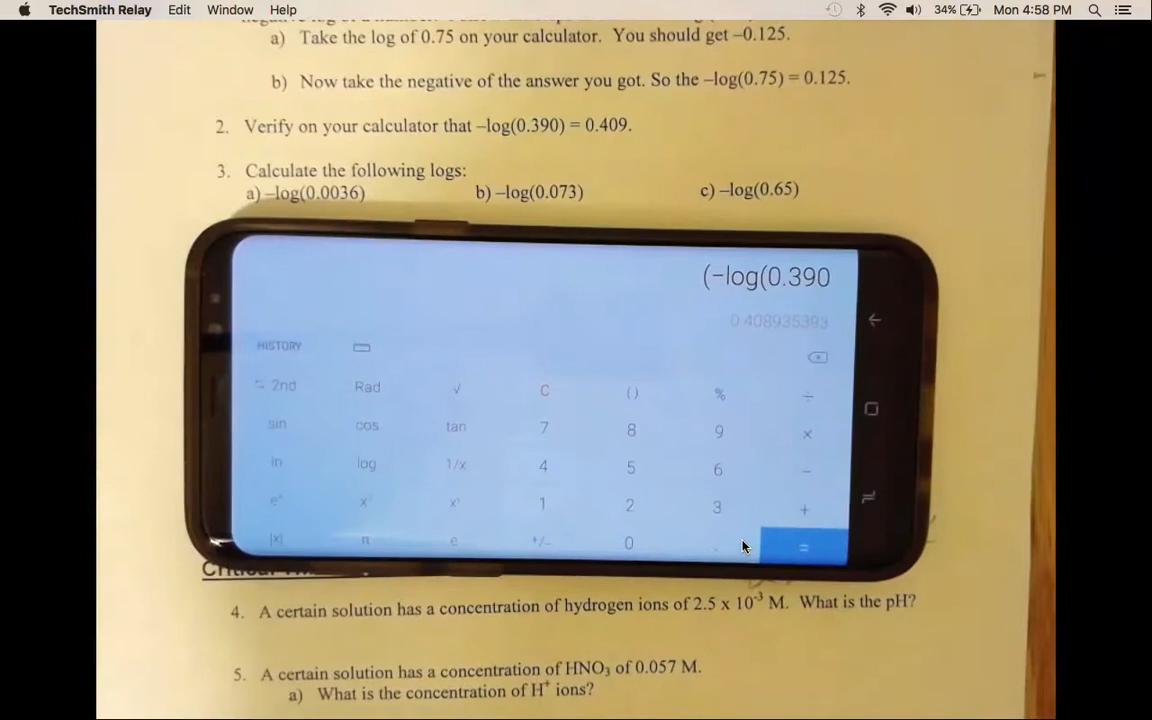 TechSmith Relay Edit Window Help 34% Mon 4:58 PM
a) Take the log of 0.75 on your calculator. You should get –0.125.
b) Now take the negative of the answer you got. So the –log(0.75) = 0.125.
2. Verify on your calculator that –log(0.390) = 0.409.
3. Calculate the following logs:
a) –log(0.0036) b) –log(0.073) c) –log(0.65)
(−log(0.390
0.408935393
HISTORY
2nd Rad √ C () % ÷
sin cos tan 7 8 9 ×
ln log 1/x 4 5 6 −
eˣ x² xʸ 1 2 3 +
|x| π e +/− 0 . =
4. A certain solution has a concentration of hydrogen ions of 2.5 x 10⁻³ M. What is the pH?
5. A certain solution has a concentration of HNO₃ of 0.057 M.
a) What is the concentration of H⁺ ions?